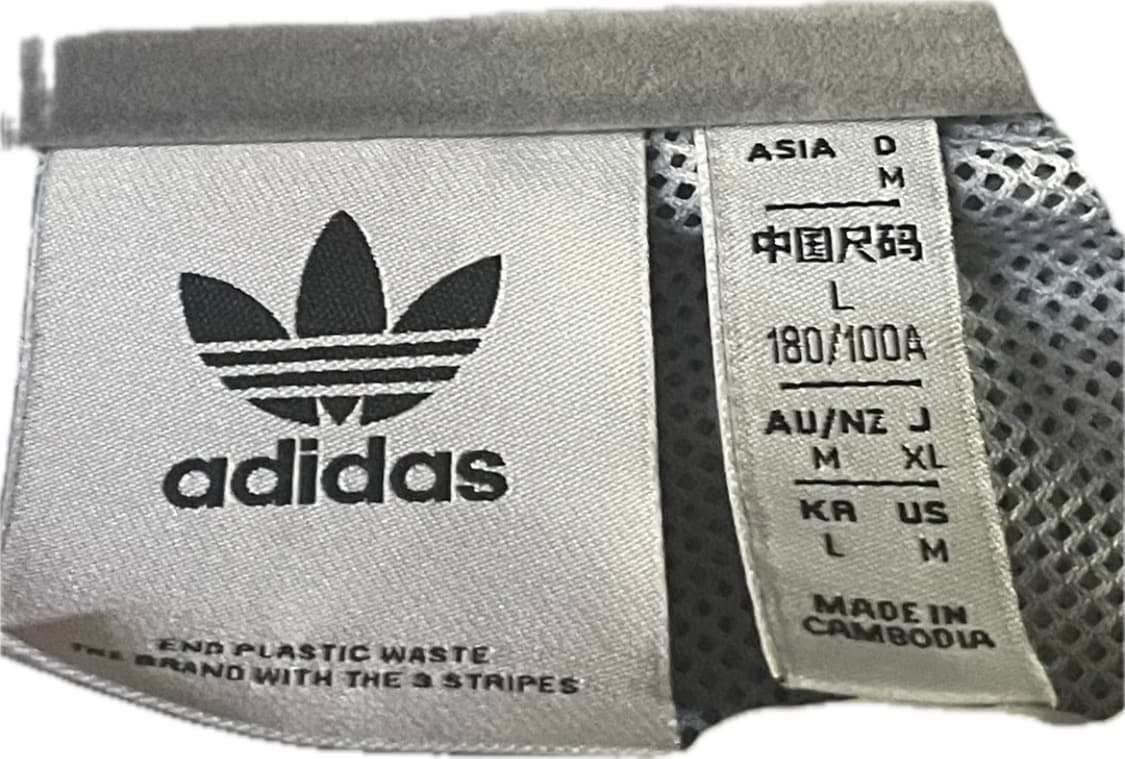 adidas
END PLASTIC WASTE
THE BRAND WITH THE 3 STRIPES
ASIA D
M
中国尺码
L
180/100A
AU/NZ J
M XL
KR US
L M
MADE IN
CAMBODIA